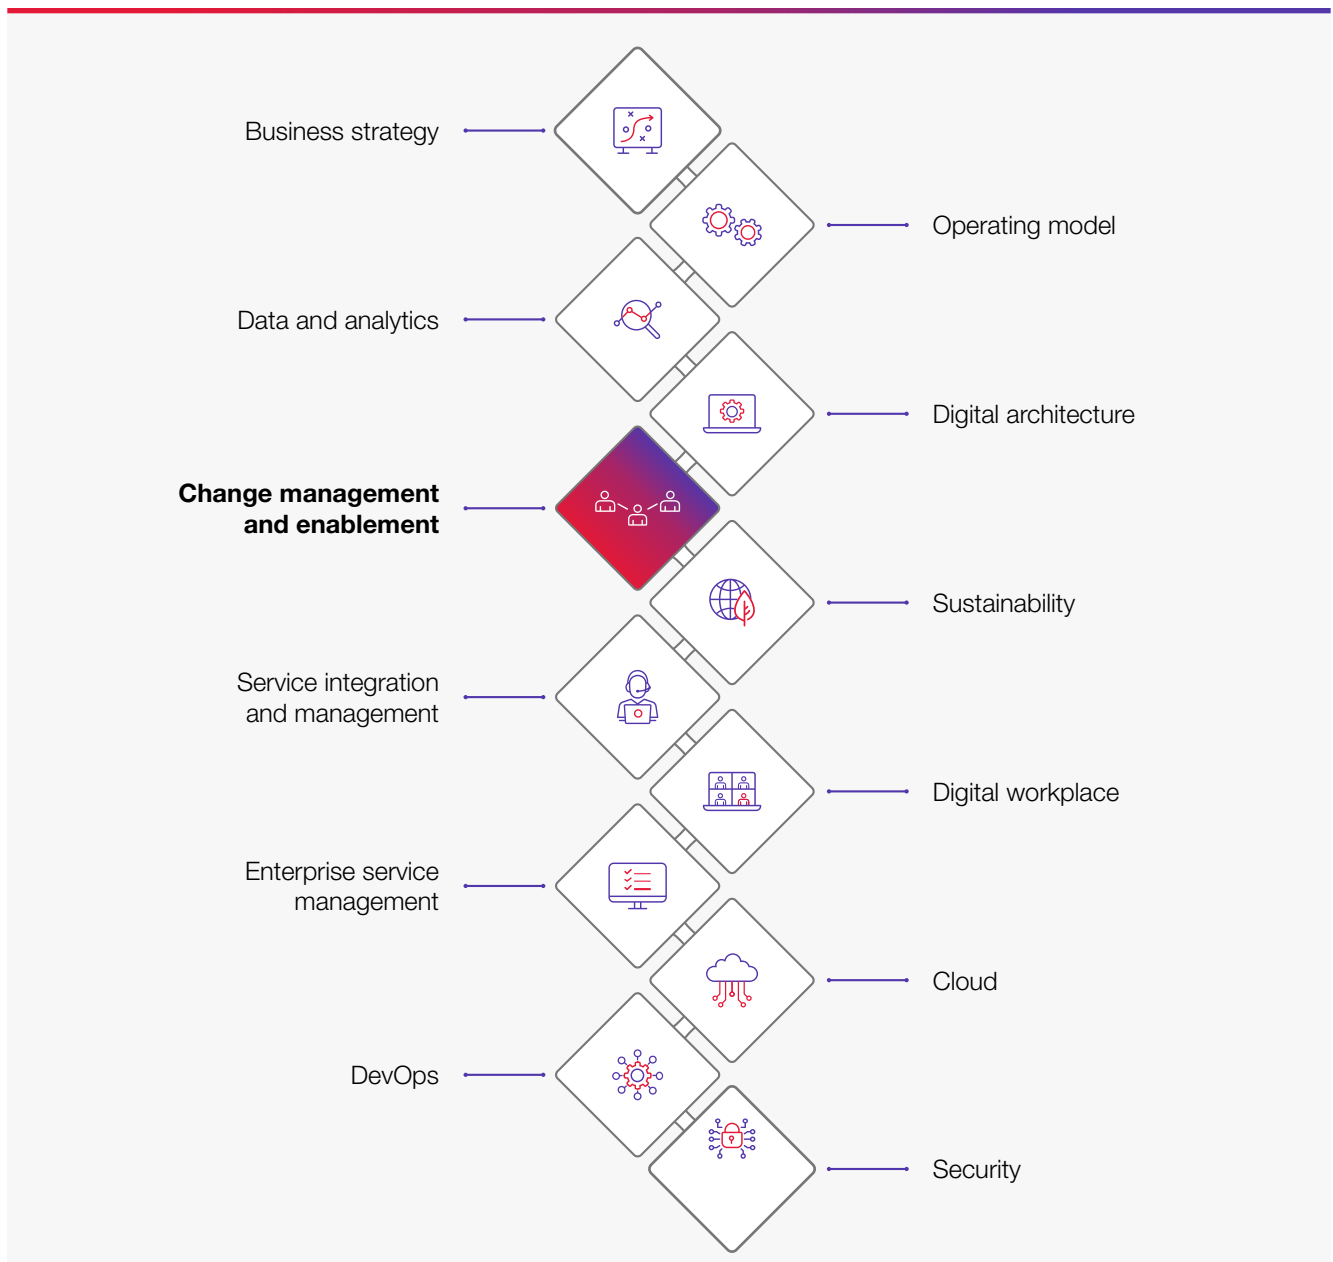 Business strategy
Operating model
Data and analytics
Digital architecture
Change management
and enablement
Sustainability
Service integration
and management
Digital workplace
Enterprise service
management
Cloud
DevOps
Security